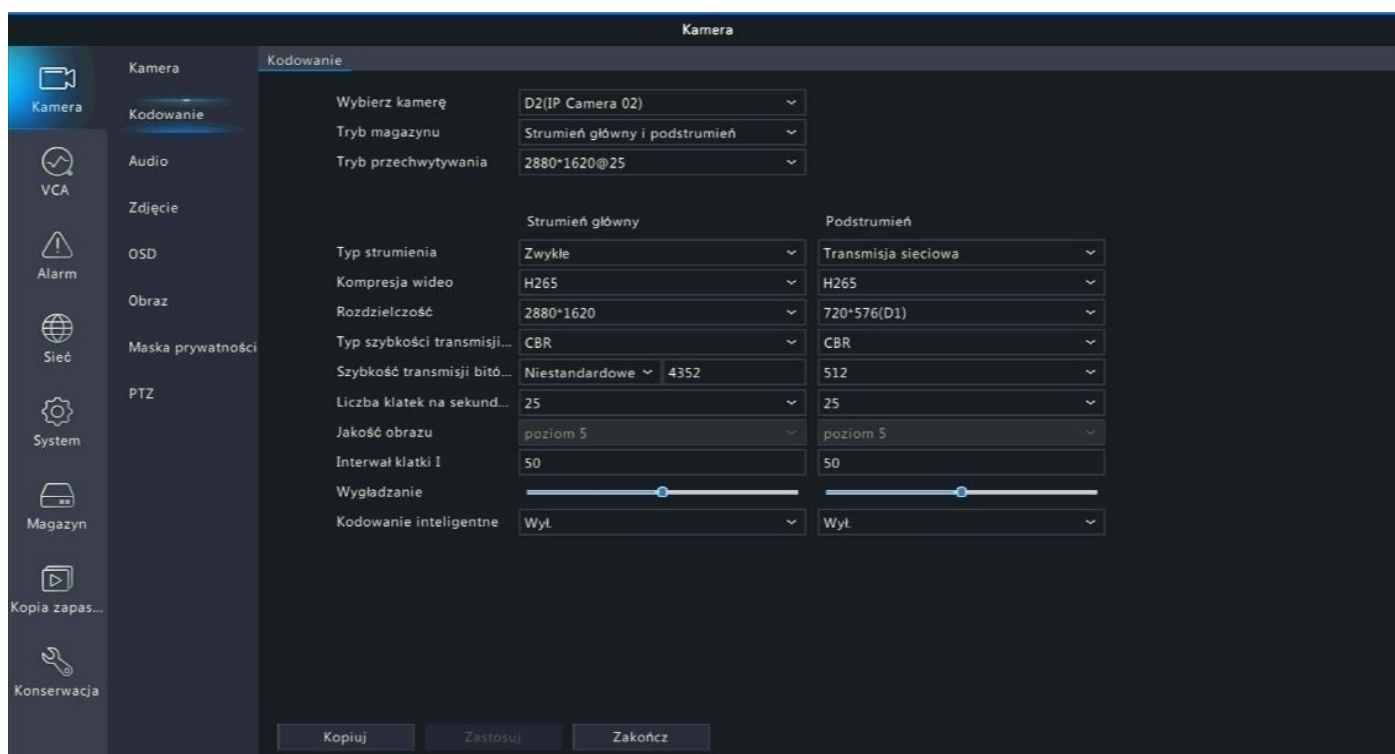 Kamera
Kamera
VCA
Alarm
Sieć
System
Magazyn
Kopia zapas...
Konserwacja
Kamera
Kodowanie
Audio
Zdjęcie
OSD
Obraz
Maska prywatności
PTZ
Kodowanie
Wybierz kamerę D2(IP Camera 02)
Tryb magazynu Strumień główny i podstrumień
Tryb przechwytywania 2880*1620@25
Strumień główny Podstrumień
Typ strumienia Zwykłe Transmisja sieciowa
Kompresja wideo H265 H265
Rozdzielczość 2880*1620 720*576(D1)
Typ szybkości transmisji... CBR CBR
Szybkość transmisji bitó... Niestandardowe 4352 512
Liczba klatek na sekund... 25 25
Jakość obrazu poziom 5 poziom 5
Interwał klatki I 50 50
Wygładzanie
Kodowanie inteligentne Wył. Wył.
Kopiuj Zastosuj Zakończ